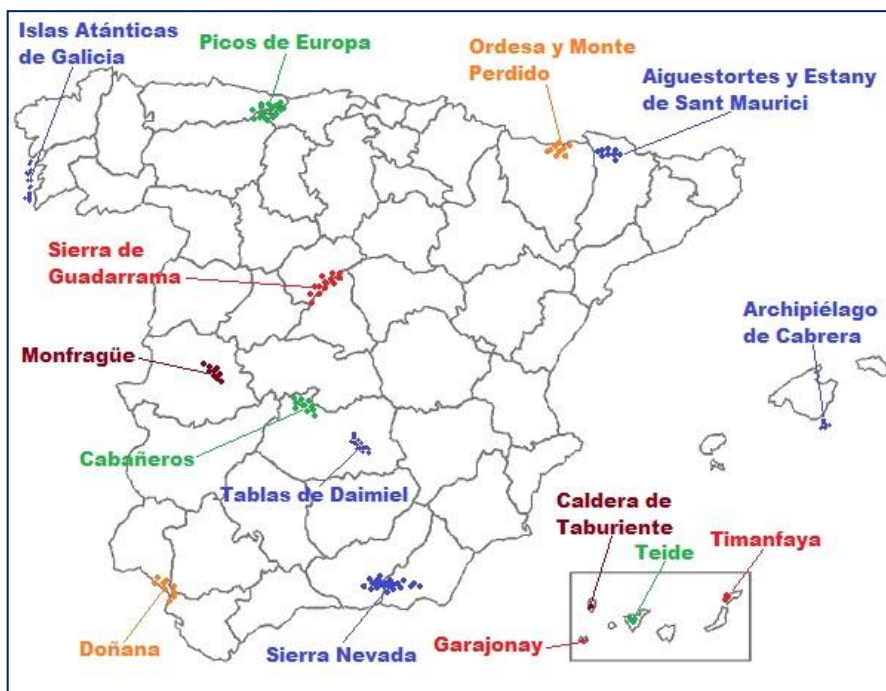 Islas Atánticas
de Galicia
Picos de Europa
Ordesa y Monte
Perdido
Aiguestortes y Estany
de Sant Maurici
Sierra de
Guadarrama
Archipiélago
de Cabrera
Monfragüe
Cabañeros
Tablas de Daimiel
Caldera de
Taburiente
Teide
Timanfaya
Garajonay
Doñana
Sierra Nevada